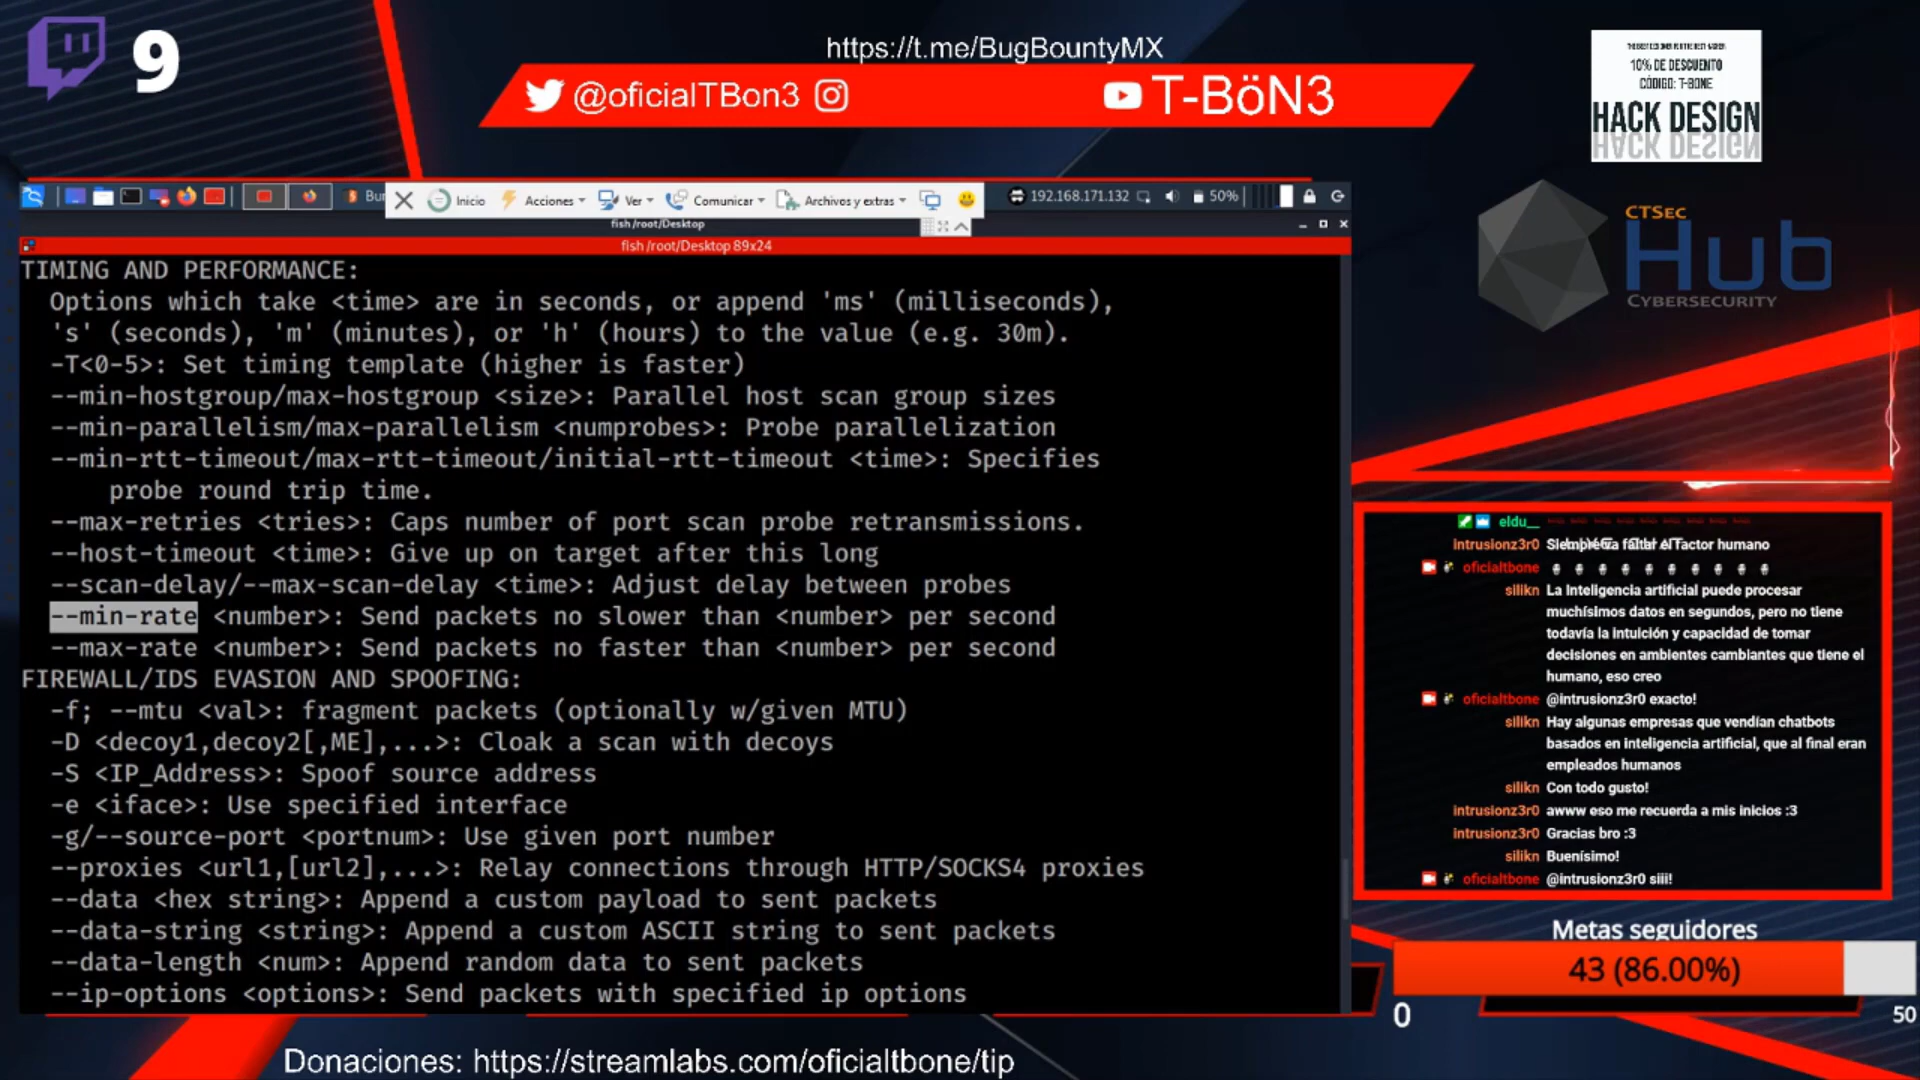 9
https://t.me/BugBountyMX
@oficialTBon3
T-BöN3
10% DE DESCUENTO
CÓDIGO: T-BONE
HACK DESIGN
CTSec
Hub
CYBERSECURITY
Inicio
Acciones
Ver
Comunicar
Archivos y extras
192.168.171.132
50%
fish /root/Desktop
fish /root/Desktop 89x24
TIMING AND PERFORMANCE:
Options which take <time> are in seconds, or append 'ms' (milliseconds),
's' (seconds), 'm' (minutes), or 'h' (hours) to the value (e.g. 30m).
-T<0-5>: Set timing template (higher is faster)
--min-hostgroup/max-hostgroup <size>: Parallel host scan group sizes
--min-parallelism/max-parallelism <numprobes>: Probe parallelization
--min-rtt-timeout/max-rtt-timeout/initial-rtt-timeout <time>: Specifies
probe round trip time.
--max-retries <tries>: Caps number of port scan probe retransmissions.
--host-timeout <time>: Give up on target after this long
--scan-delay/--max-scan-delay <time>: Adjust delay between probes
--min-rate <number>: Send packets no slower than <number> per second
--max-rate <number>: Send packets no faster than <number> per second
FIREWALL/IDS EVASION AND SPOOFING:
-f; --mtu <val>: fragment packets (optionally w/given MTU)
-D <decoy1,decoy2[,ME],...>: Cloak a scan with decoys
-S <IP_Address>: Spoof source address
-e <iface>: Use specified interface
-g/--source-port <portnum>: Use given port number
--proxies <url1,[url2],...>: Relay connections through HTTP/SOCKS4 proxies
--data <hex string>: Append a custom payload to sent packets
--data-string <string>: Append a custom ASCII string to sent packets
--data-length <num>: Append random data to sent packets
--ip-options <options>: Send packets with specified ip options
eldu__
intrusionz3r0 Siempre va faltar el factor humano
oficialtbone
silikn La Inteligencia artificial puede procesar
muchísimos datos en segundos, pero no tiene
todavía la intuición y capacidad de tomar
decisiones en ambientes cambiantes que tiene el
humano, eso creo
oficialtbone @intrusionz3r0 exacto!
silikn Hay algunas empresas que vendían chatbots
basados en inteligencia artificial, que al final eran
empleados humanos
silikn Con todo gusto!
intrusionz3r0 awww eso me recuerda a mis inicios :3
intrusionz3r0 Gracias bro :3
silikn Buenísimo!
oficialtbone @intrusionz3r0 siii!
Metas seguidores
43 (86.00%)
0
50
Donaciones: https://streamlabs.com/oficialtbone/tip